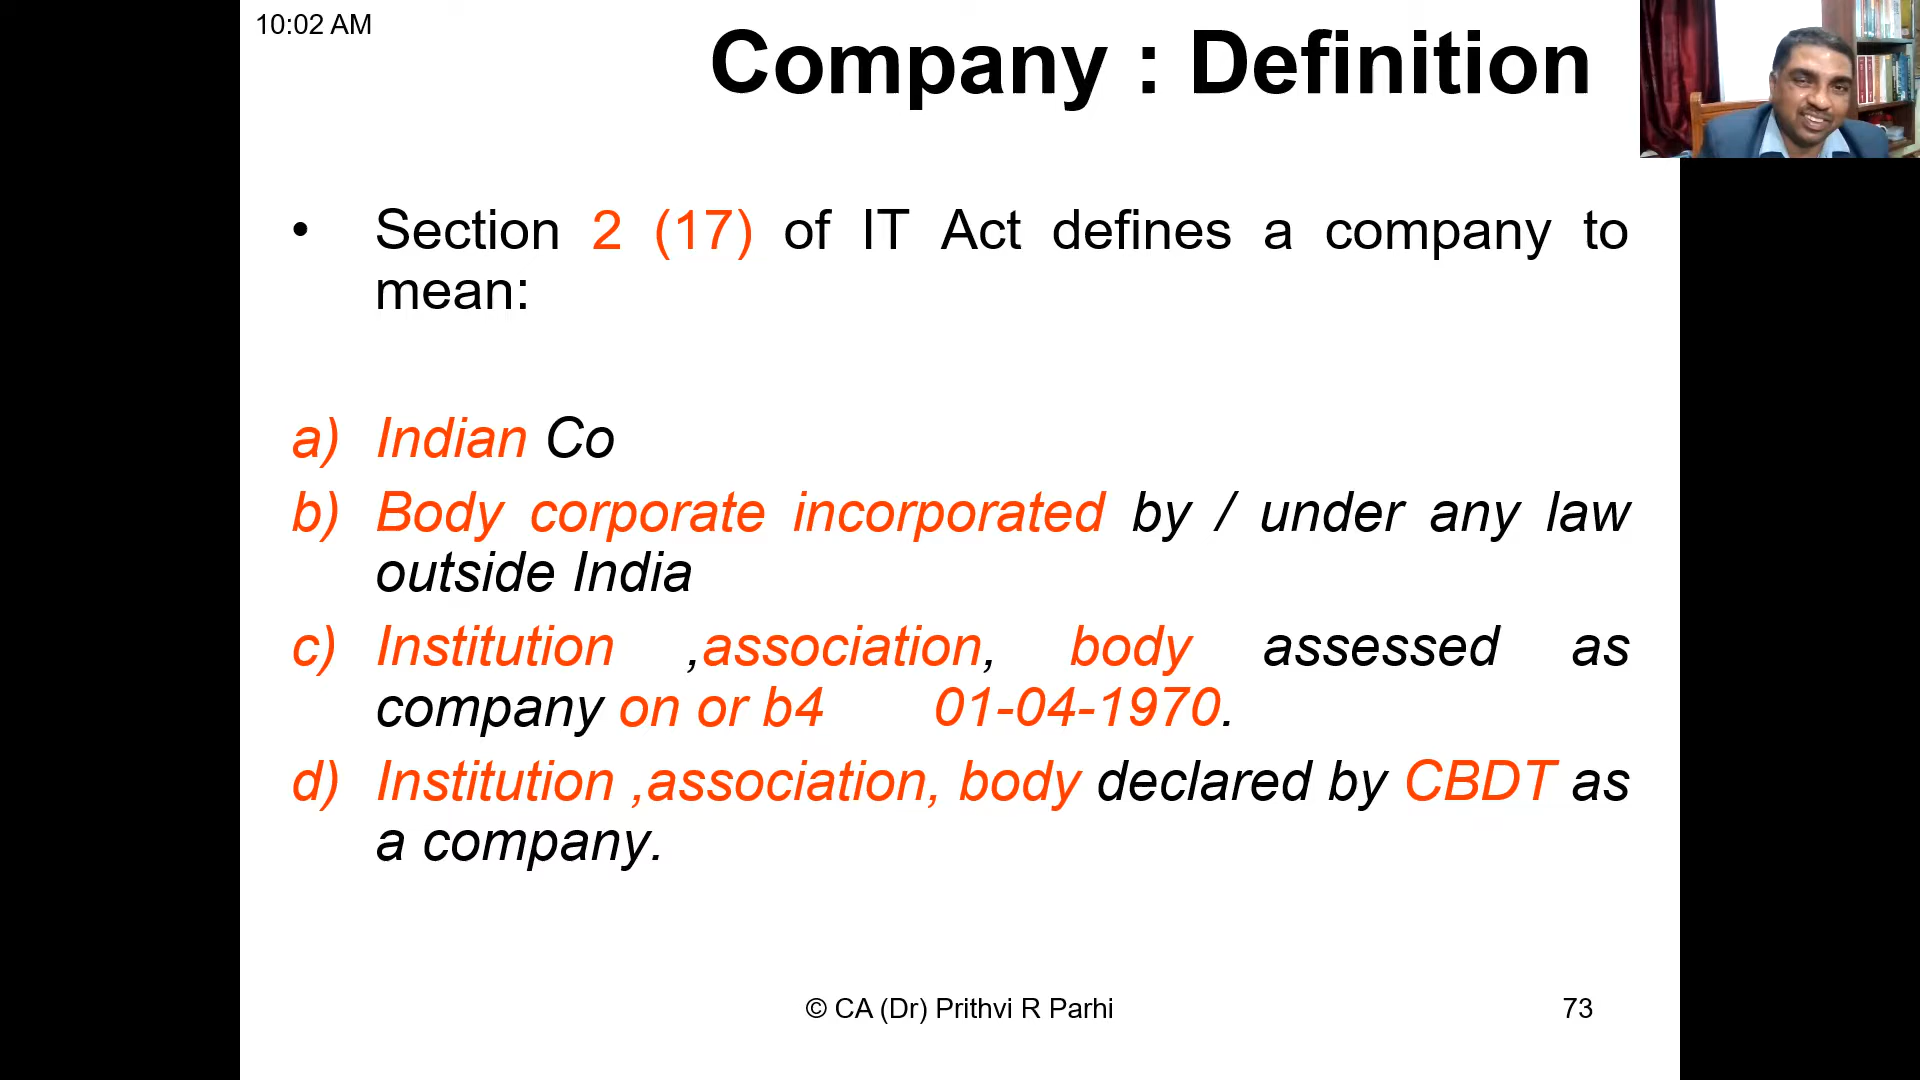 10:02 AM
Company : Definition
• Section 2 (17) of IT Act defines a company to
mean:
a) Indian Co
b) Body corporate incorporated by / under any law
outside India
c) Institution ,association, body assessed as
company on or b4 01-04-1970.
d) Institution ,association, body declared by CBDT as
a company.
© CA (Dr) Prithvi R Parhi
73